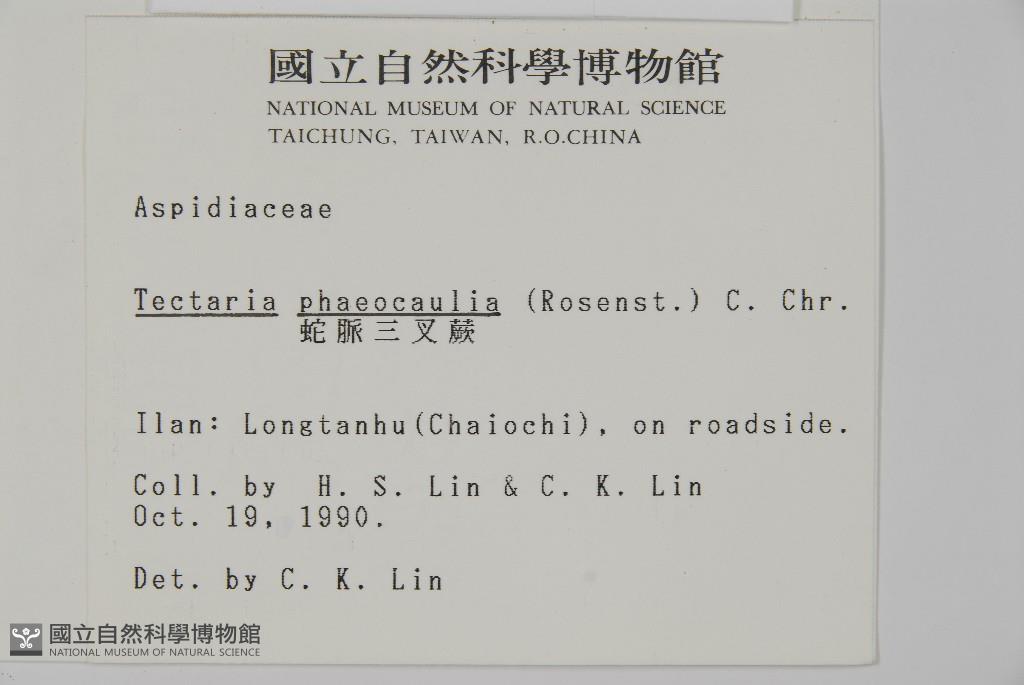 國立自然科學博物館
NATIONAL MUSEUM OF NATURAL SCIENCE
TAICHUNG, TAIWAN, R.O.CHINA
Aspidiaceae
Tectaria phaeocaulia (Rosenst.) C. Chr.
蛇脈三叉蕨
Ilan: Longtanhu(Chaiochi), on roadside.
Coll. by H. S. Lin & C. K. Lin
Oct. 19, 1990.
Det. by C. K. Lin
國立自然科學博物館
NATIONAL MUSEUM OF NATURAL SCIENCE